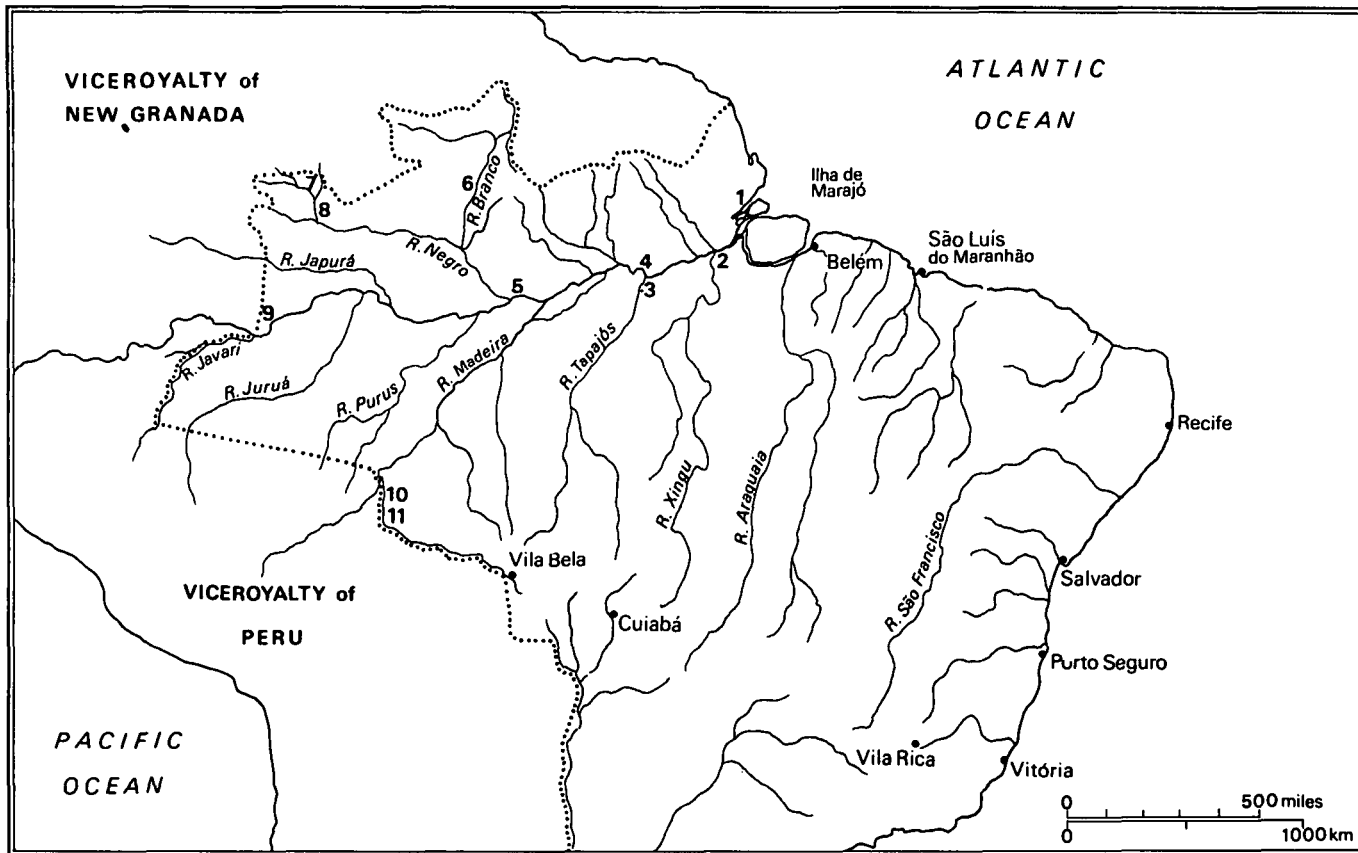 VICEROYALTY of
NEW GRANADA
ATLANTIC
OCEAN
Ilha de
Marajó
1
6
R. Branco
7
8
São Luís
do Maranhão
R. Negro
Belém
R. Japurá
4
2
3
5
9
R. Javari
R. Juruá
R. Purus
R. Madeira
R. Tapajós
Recife
R. Xingu
R. Araguaia
R. São Francisco
10
11
Vila Bela
Salvador
VICEROYALTY of
PERU
Cuiabá
Porto Seguro
PACIFIC
OCEAN
Vila Rica
Vitória
0 500 miles
0 1000 km